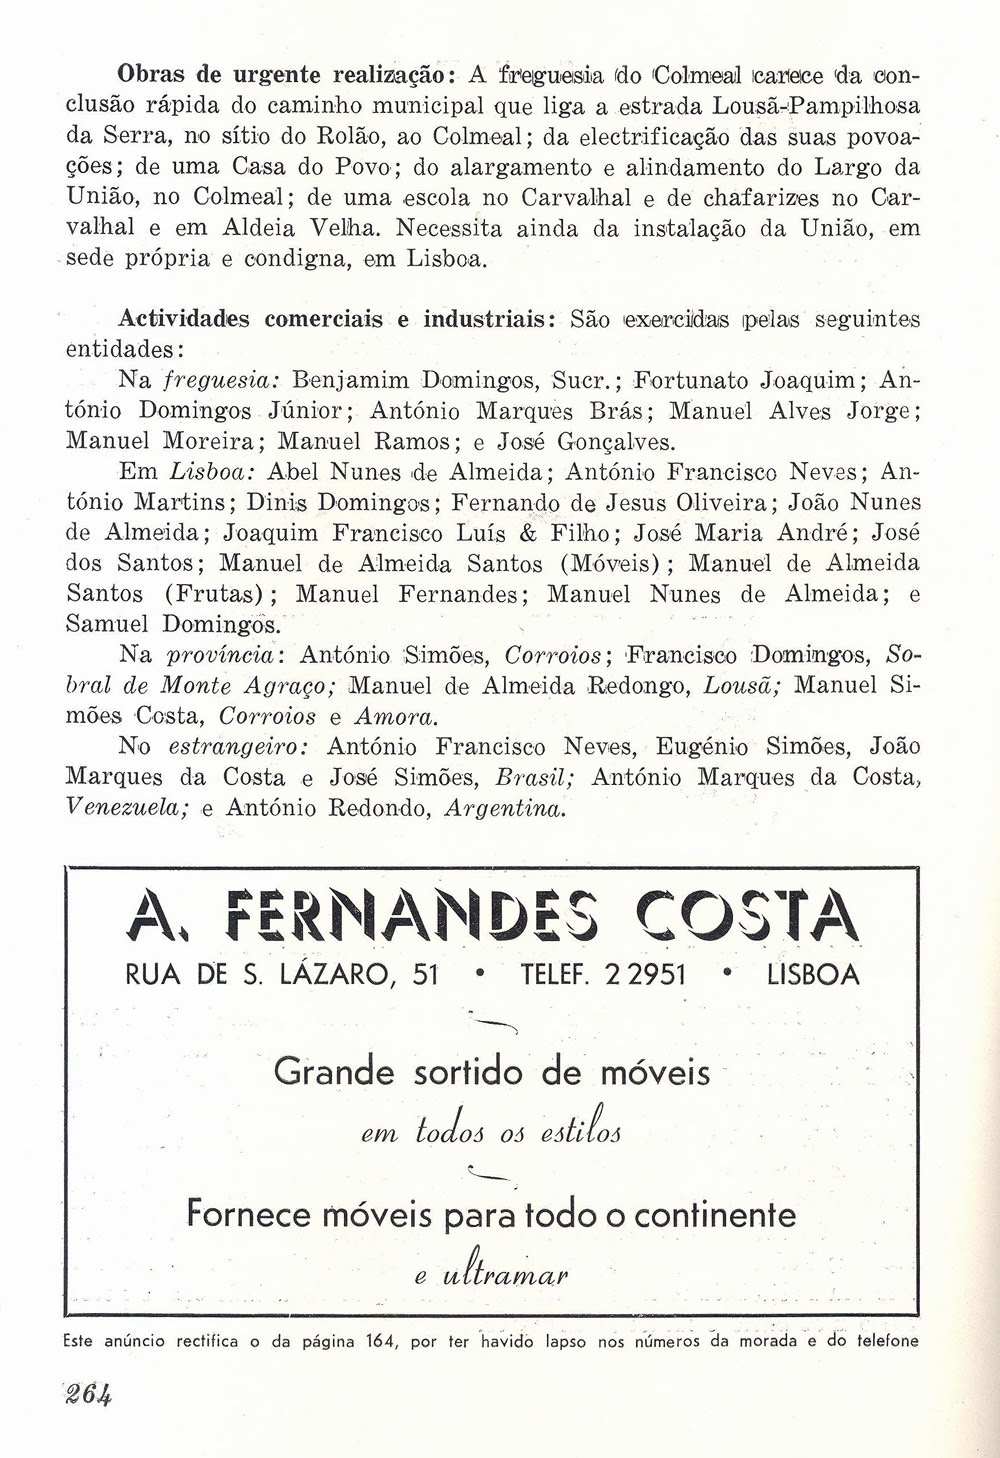 Obras de urgente realização: A freguesia do Colmeal carece da con-
clusão rápida do caminho municipal que liga a estrada Lousã-Pampilhosa
da Serra, no sítio do Rolão, ao Colmeal; da electrificação das suas povoa-
ções; de uma Casa do Povo; do alargamento e alindamento do Largo da
União, no Colmeal; de uma escola no Carvalhal e de chafarizes no Car-
valhal e em Aldeia Velha. Necessita ainda da instalação da União, em
sede própria e condigna, em Lisboa.
Actividades comerciais e industriais: São exercidas pelas seguintes
entidades:
Na freguesia: Benjamim Domingos, Sucr.; Fortunato Joaquim; An-
tónio Domingos Júnior; António Marques Brás; Manuel Alves Jorge;
Manuel Moreira; Manuel Ramos; e José Gonçalves.
Em Lisboa: Abel Nunes de Almeida; António Francisco Neves; An-
tónio Martins; Dinis Domingos; Fernando de Jesus Oliveira; João Nunes
de Almeida; Joaquim Francisco Luís & Filho; José Maria André; José
dos Santos; Manuel de Almeida Santos (Móveis); Manuel de Almeida
Santos (Frutas); Manuel Fernandes; Manuel Nunes de Almeida; e
Samuel Domingos.
Na província: António Simões, Corroios; Francisco Domingos, So-
bral de Monte Agraço; Manuel de Almeida Redongo, Lousã; Manuel Si-
mões Costa, Corroios e Amora.
No estrangeiro: António Francisco Neves, Eugénio Simões, João
Marques da Costa e José Simões, Brasil; António Marques da Costa,
Venezuela; e António Redondo, Argentina.
A. FERNANDES COSTA
RUA DE S. LÁZARO, 51 • TELEF. 2 2951 • LISBOA
Grande sortido de móveis
em todos os estilos
Fornece móveis para todo o continente
e ultramar
Este anúncio rectifica o da página 164, por ter havido lapso nos números da morada e do telefone
264